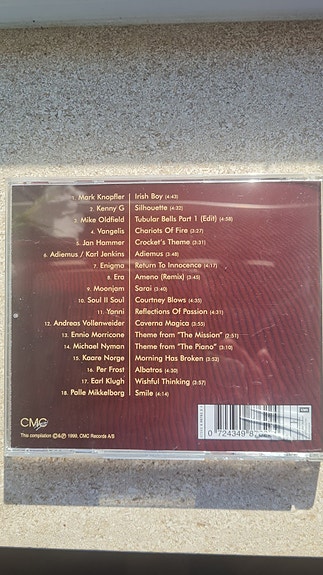 1. Mark Knopfler Irish Boy (4:43)
2. Kenny G Silhouette (4:32)
3. Mike Oldfield Tubular Bells Part 1 (Edit) (4:58)
4. Vangelis Chariots Of Fire (3:27)
5. Jan Hammer Crocket's Theme (3:31)
6. Adiemus / Karl Jenkins Adiemus (3:48)
7. Enigma Return To Innocence (4:17)
8. Era Ameno (Remix) (3:45)
9. Moonjam Sarai (3:40)
10. Soul II Soul Courtney Blows (4:35)
11. Yanni Reflections Of Passion (4:31)
12. Andreas Vollenweider Caverna Magica (3:55)
13. Ennio Morricone Theme from "The Mission" (2:51)
14. Michael Nyman Theme from "The Piano" (3:10)
15. Kaare Norge Morning Has Broken (3:53)
16. Per Frost Albatros (4:30)
17. Earl Klugh Wishful Thinking (3:57)
18. Palle Mikkelborg Smile (4:14)
CMC
This compilation ©&℗ 1999, CMC Records A/S
EMI
0 724349 8